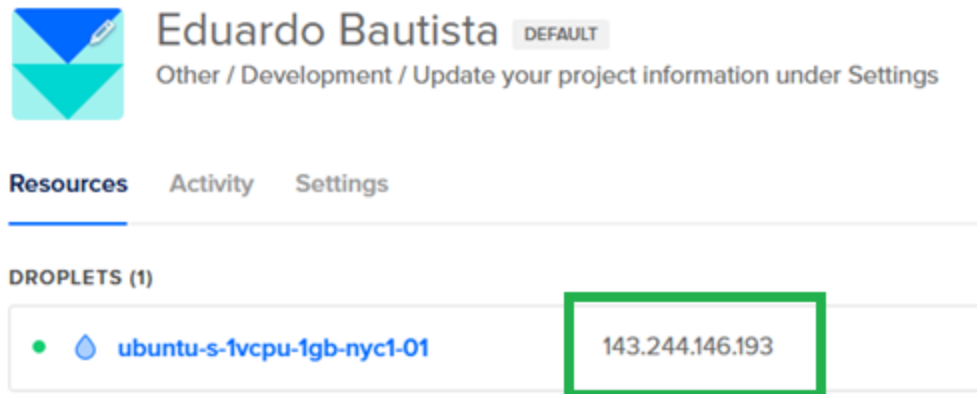 Eduardo Bautista DEFAULT
Other / Development / Update your project information under Settings
Resources Activity Settings
DROPLETS (1)
ubuntu-s-1vcpu-1gb-nyc1-01 143.244.146.193